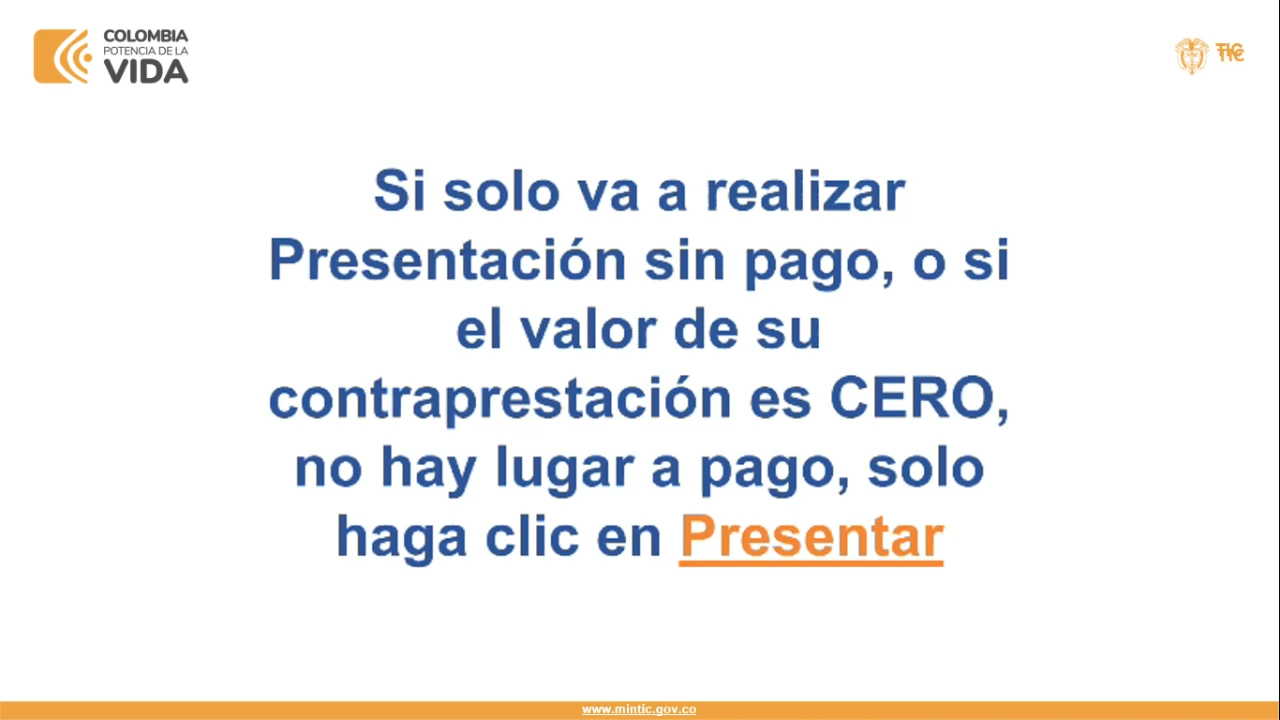 COLOMBIA
POTENCIA DE LA
VIDA
TIC
Si solo va a realizar
Presentación sin pago, o si
el valor de su
contraprestación es CERO,
no hay lugar a pago, solo
haga clic en Presentar
www.mintic.gov.co